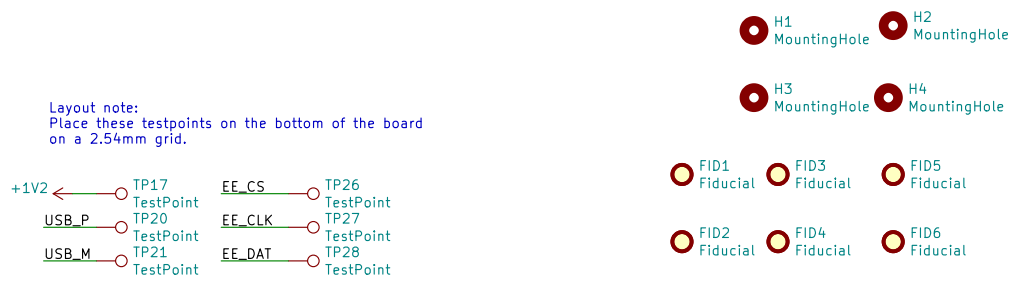 H1
MountingHole
H2
MountingHole
H3
MountingHole
H4
MountingHole
Layout note:
Place these testpoints on the bottom of the board
on a 2.54mm grid.
FID1
Fiducial
FID3
Fiducial
FID5
Fiducial
+1V2
TP17
TestPoint
EE_CS
TP26
TestPoint
USB_P
TP20
TestPoint
EE_CLK
TP27
TestPoint
FID2
Fiducial
FID4
Fiducial
FID6
Fiducial
USB_M
TP21
TestPoint
EE_DAT
TP28
TestPoint